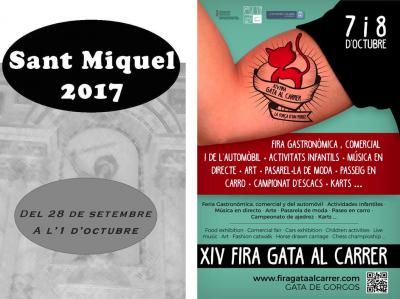 Sant Miquel
2017
Del 28 de setembre
a l'1 d'octubre
7 i 8
D'OCTUBRE
XIV FIRA
GATA AL CARRER
LA FORÇA D'UN POBLE
FIRA GASTRONÒMICA , COMERCIAL
I DE L'AUTOMÒBIL • ACTIVITATS INFANTILS • MÚSICA EN
DIRECTE • ART • PASAREL·LA DE MODA • PASSEIG EN
CARRO • CAMPIONAT D'ESCACS • KARTS ...
Feria Gastronómica, comercial y del automóvil • Actividades infantiles •
Música en directo • Arte • Pasarela de moda • Paseo en carro •
Campeonato de ajedrez • Karts ...
Food exhibition • Comercial fair • Cars exhibition • Children activities • Live
music • Art • Fashion catwalk • Horse drawn carriage • Chess championship ...
XIV FIRA GATA AL CARRER
www.firagataalcarrer.com
GATA DE GORGOS